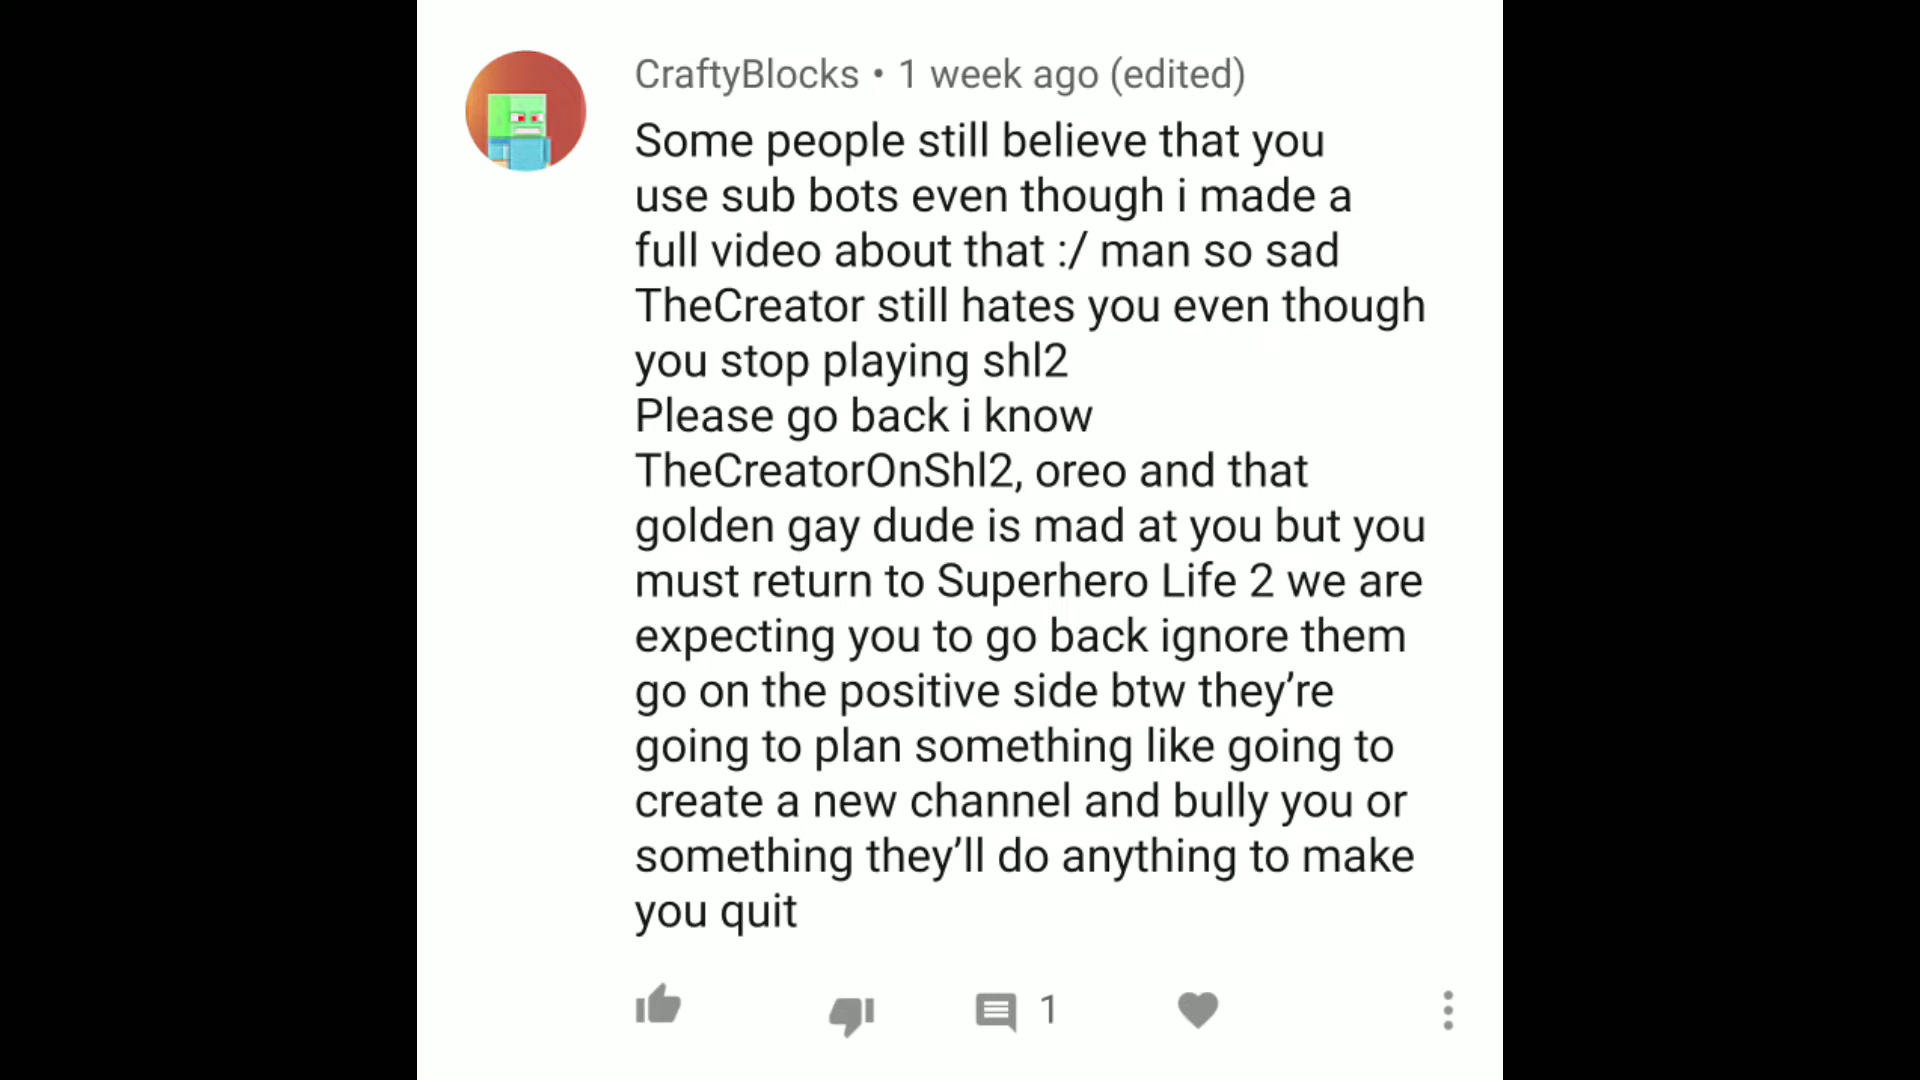 CraftyBlocks • 1 week ago (edited)
Some people still believe that you
use sub bots even though i made a
full video about that :/ man so sad
TheCreator still hates you even though
you stop playing shl2
Please go back i know
TheCreatorOnShl2, oreo and that
golden gay dude is mad at you but you
must return to Superhero Life 2 we are
expecting you to go back ignore them
go on the positive side btw they’re
going to plan something like going to
create a new channel and bully you or
something they’ll do anything to make
you quit
1